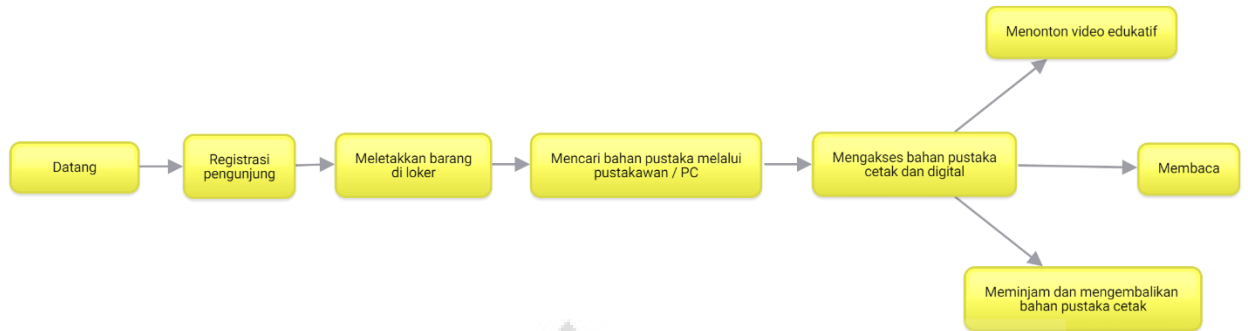 Menonton video edukatif
Datang
Registrasi
pengunjung
Meletakkan barang
di loker
Mencari bahan pustaka melalui
pustakawan / PC
Mengakses bahan pustaka
cetak dan digital
Membaca
Meminjam dan mengembalikan
bahan pustaka cetak